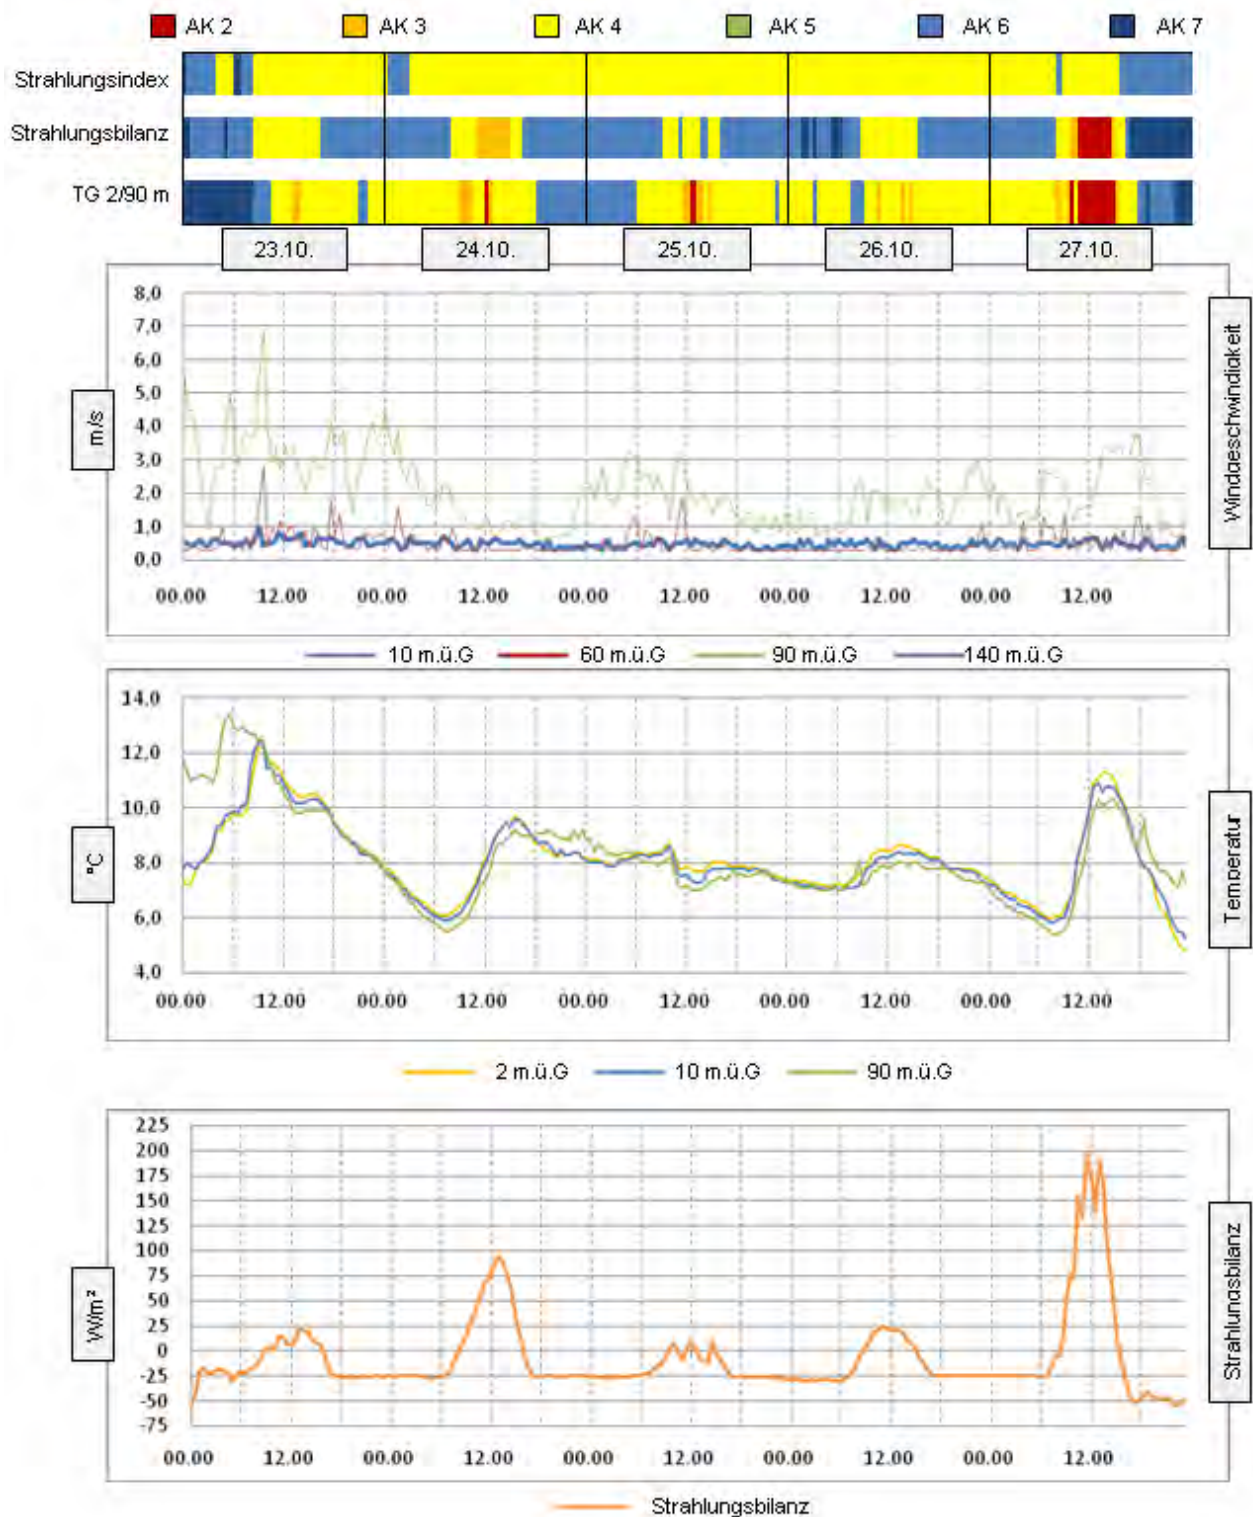 AK 2 AK 3 AK 4 AK 5 AK 6 AK 7
Strahlungsindex
Strahlungsbilanz
TG 2/90 m
23.10. 24.10. 25.10. 26.10. 27.10.
8,0
7,0
6,0
5,0
4,0
3,0
2,0
1,0
0,0
m/s
Windgeschwindigkeit
00.00 12.00 00.00 12.00 00.00 12.00 00.00 12.00 00.00 12.00
10 m.ü.G 60 m.ü.G 90 m.ü.G 140 m.ü.G
14,0
12,0
10,0
8,0
6,0
4,0
°C
Temperatur
00.00 12.00 00.00 12.00 00.00 12.00 00.00 12.00 00.00 12.00
2 m.ü.G 10 m.ü.G 90 m.ü.G
225
200
175
150
125
100
75
50
25
0
-25
-50
-75
W/m²
Strahlungsbilanz
00.00 12.00 00.00 12.00 00.00 12.00 00.00 12.00 00.00 12.00
Strahlungsbilanz